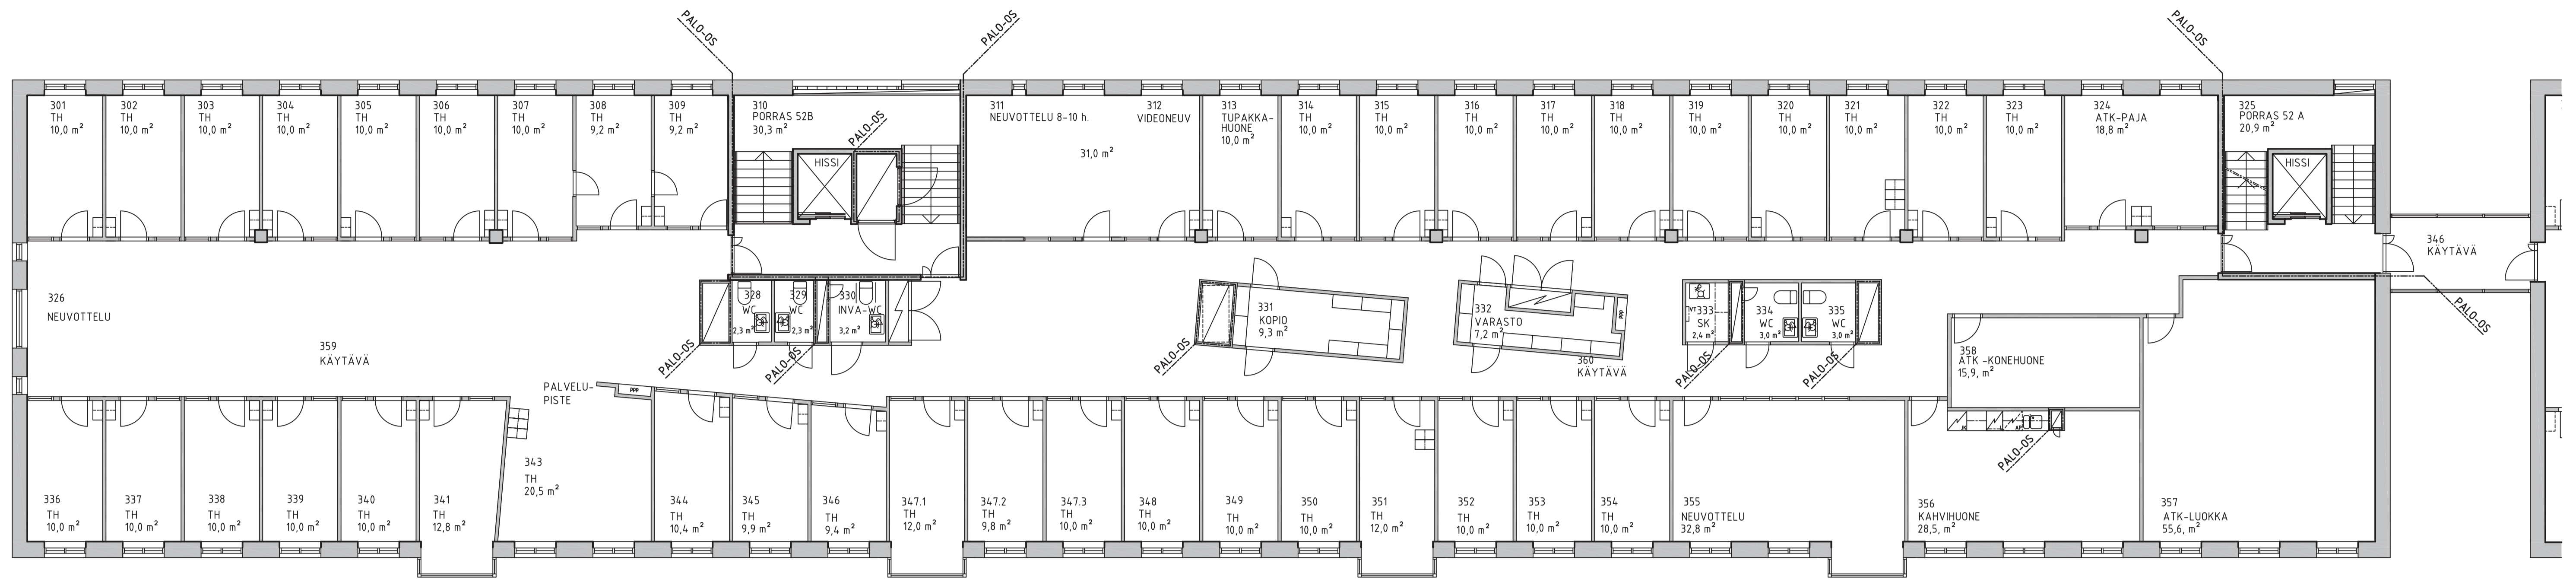 PALO-OS
PALO-OS
PALO-OS
301
TH
10,0 m²
302
TH
10,0 m²
303
TH
10,0 m²
304
TH
10,0 m²
305
TH
10,0 m²
306
TH
10,0 m²
307
TH
10,0 m²
308
TH
9,2 m²
309
TH
9,2 m²
310
PORRAS 52B
30,3 m²
PALO-OS
HISSI
311
NEUVOTTELU 8-10 h.
312
VIDEONEUV
31,0 m²
313
TUPAKKA-
HUONE
10,0 m²
314
TH
10,0 m²
315
TH
10,0 m²
316
TH
10,0 m²
317
TH
10,0 m²
318
TH
10,0 m²
319
TH
10,0 m²
320
TH
10,0 m²
321
TH
10,0 m²
322
TH
10,0 m²
323
TH
10,0 m²
324
ATK-PAJA
18,8 m²
325
PORRAS 52 A
20,9 m²
HISSI
346
KÄYTÄVÄ
326
NEUVOTTELU
359
KÄYTÄVÄ
328
WC
2,3 m²
329
WC
2,3 m²
330
INVA-WC
3,2 m²
PALO-OS
PALO-OS
331
KOPIO
9,3 m²
PALO-OS
332
VARASTO
7,2 m²
PPP
360
KÄYTÄVÄ
333
SK
2,4 m²
334
WC
3,0 m²
335
WC
3,0 m²
PALO-OS
PALO-OS
358
ATK -KONEHUONE
15,9, m²
PALO-OS
PALVELU-
PISTE
PPP
336
TH
10,0 m²
337
TH
10,0 m²
338
TH
10,0 m²
339
TH
10,0 m²
340
TH
10,0 m²
341
TH
12,8 m²
343
TH
20,5 m²
344
TH
10,4 m²
345
TH
9,9 m²
346
TH
9,4 m²
347.1
TH
12,0 m²
347.2
TH
9,8 m²
347.3
TH
10,0 m²
348
TH
10,0 m²
349
TH
10,0 m²
350
TH
10,0 m²
351
TH
12,0 m²
352
TH
10,0 m²
353
TH
10,0 m²
354
TH
10,0 m²
355
NEUVOTTELU
32,8 m²
PALO-OS
356
KAHVIHUONE
28,5, m²
357
ATK-LUOKKA
55,6, m²